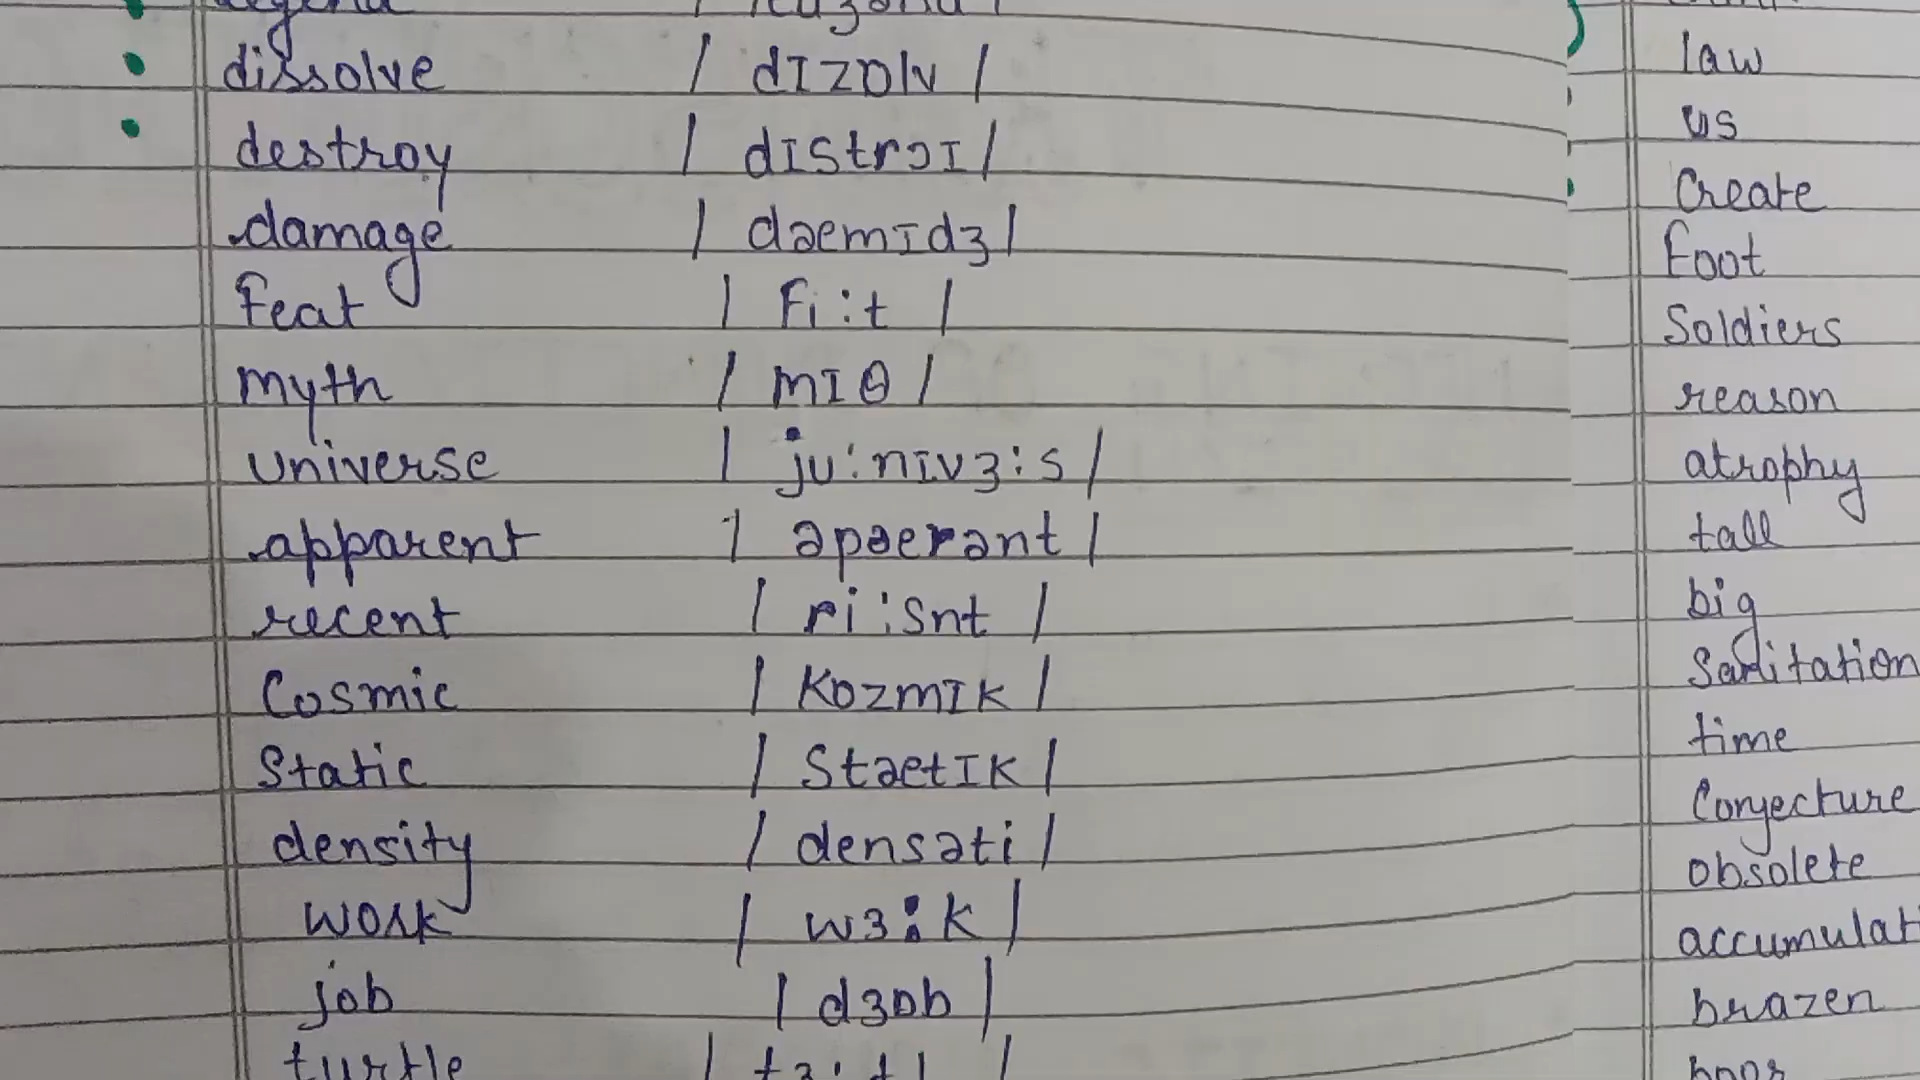 dissolve / dɪzɒlv /
destroy / dɪstrɔɪ /
damage / dæmɪdʒ /
feat / fi:t /
myth / mɪθ /
universe / ju:nɪvɜ:s /
apparent / əpærənt /
recent / ri:snt /
Cosmic / kɒzmɪk /
Static / stætɪk /
density / densəti /
work / wɜ:k /
job / dʒɒb /
turtle
law
us
Create
foot
Soldiers
reason
atrophy
tall
big
Sanitation
time
Conjecture
obsolete
accumulati
brazen